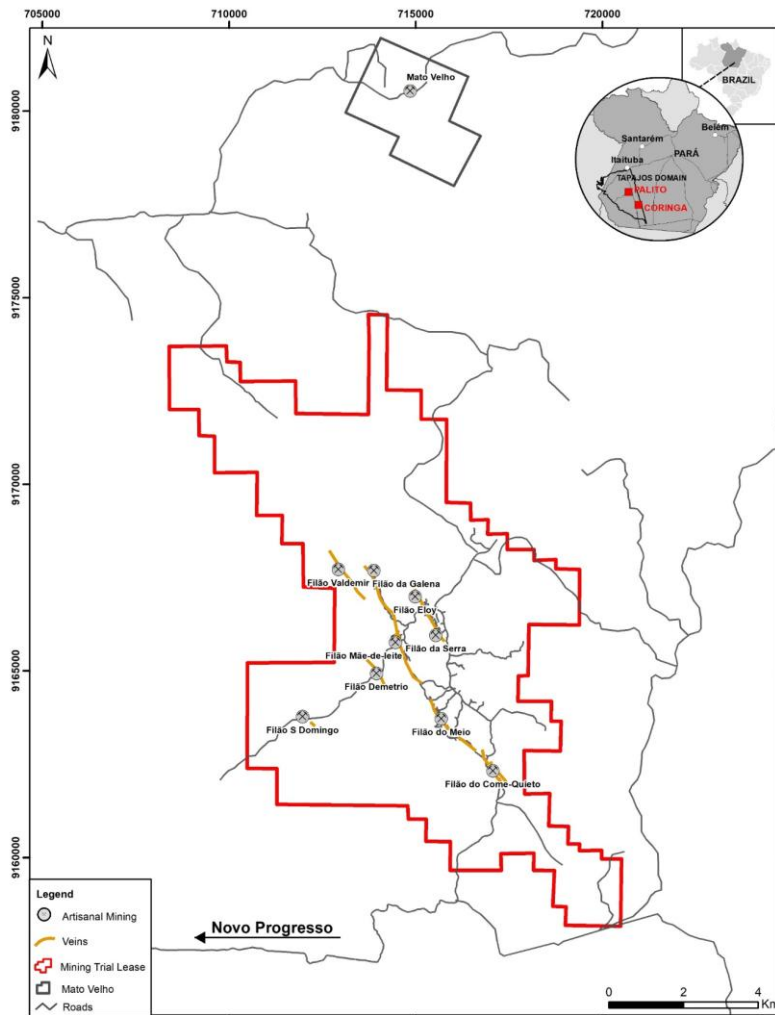 705000
710000
715000
720000
N
Mato Velho
BRAZIL
9180000
Belém
Santarém
PARÁ
Itaituba
TAPAJOS DOMAIN
PALITO
CORINGA
9175000
9170000
Filão Valdemir
Filão da Galena
Filão Eloy
Filão da Serra
Filão Mãe-de-leite
9165000
Filão Demetrio
Filão S Domingo
Filão do Meio
Filão do Come-Quieto
9160000
Legend
Artisanal Mining
Veins
Mining Trial Lease
Mato Velho
Roads
Novo Progresso
0 2 4
Km